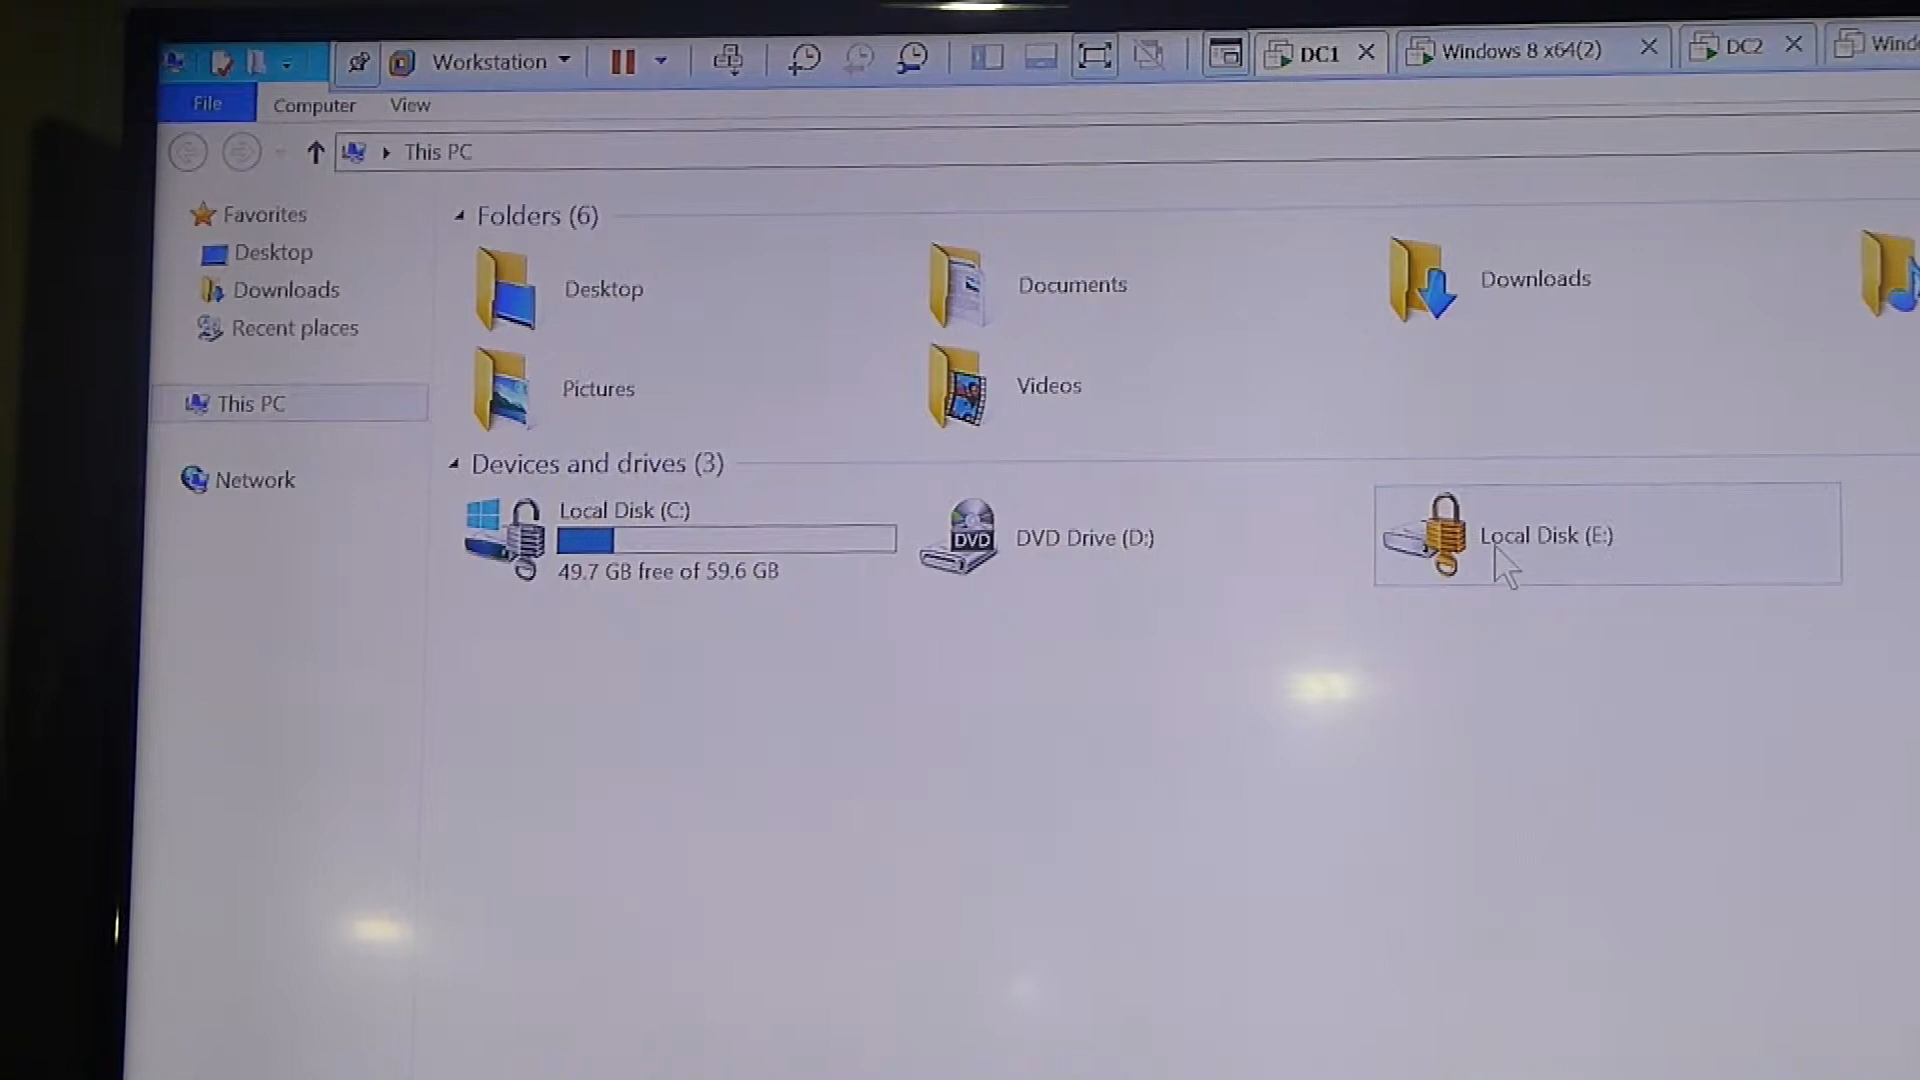 Workstation
DC1
Windows 8 x64(2)
DC2
File
Computer
View
This PC
Favorites
Desktop
Downloads
Recent places
This PC
Network
Folders (6)
Desktop
Documents
Downloads
Pictures
Videos
Devices and drives (3)
Local Disk (C:)
49.7 GB free of 59.6 GB
DVD
DVD Drive (D:)
Local Disk (E:)